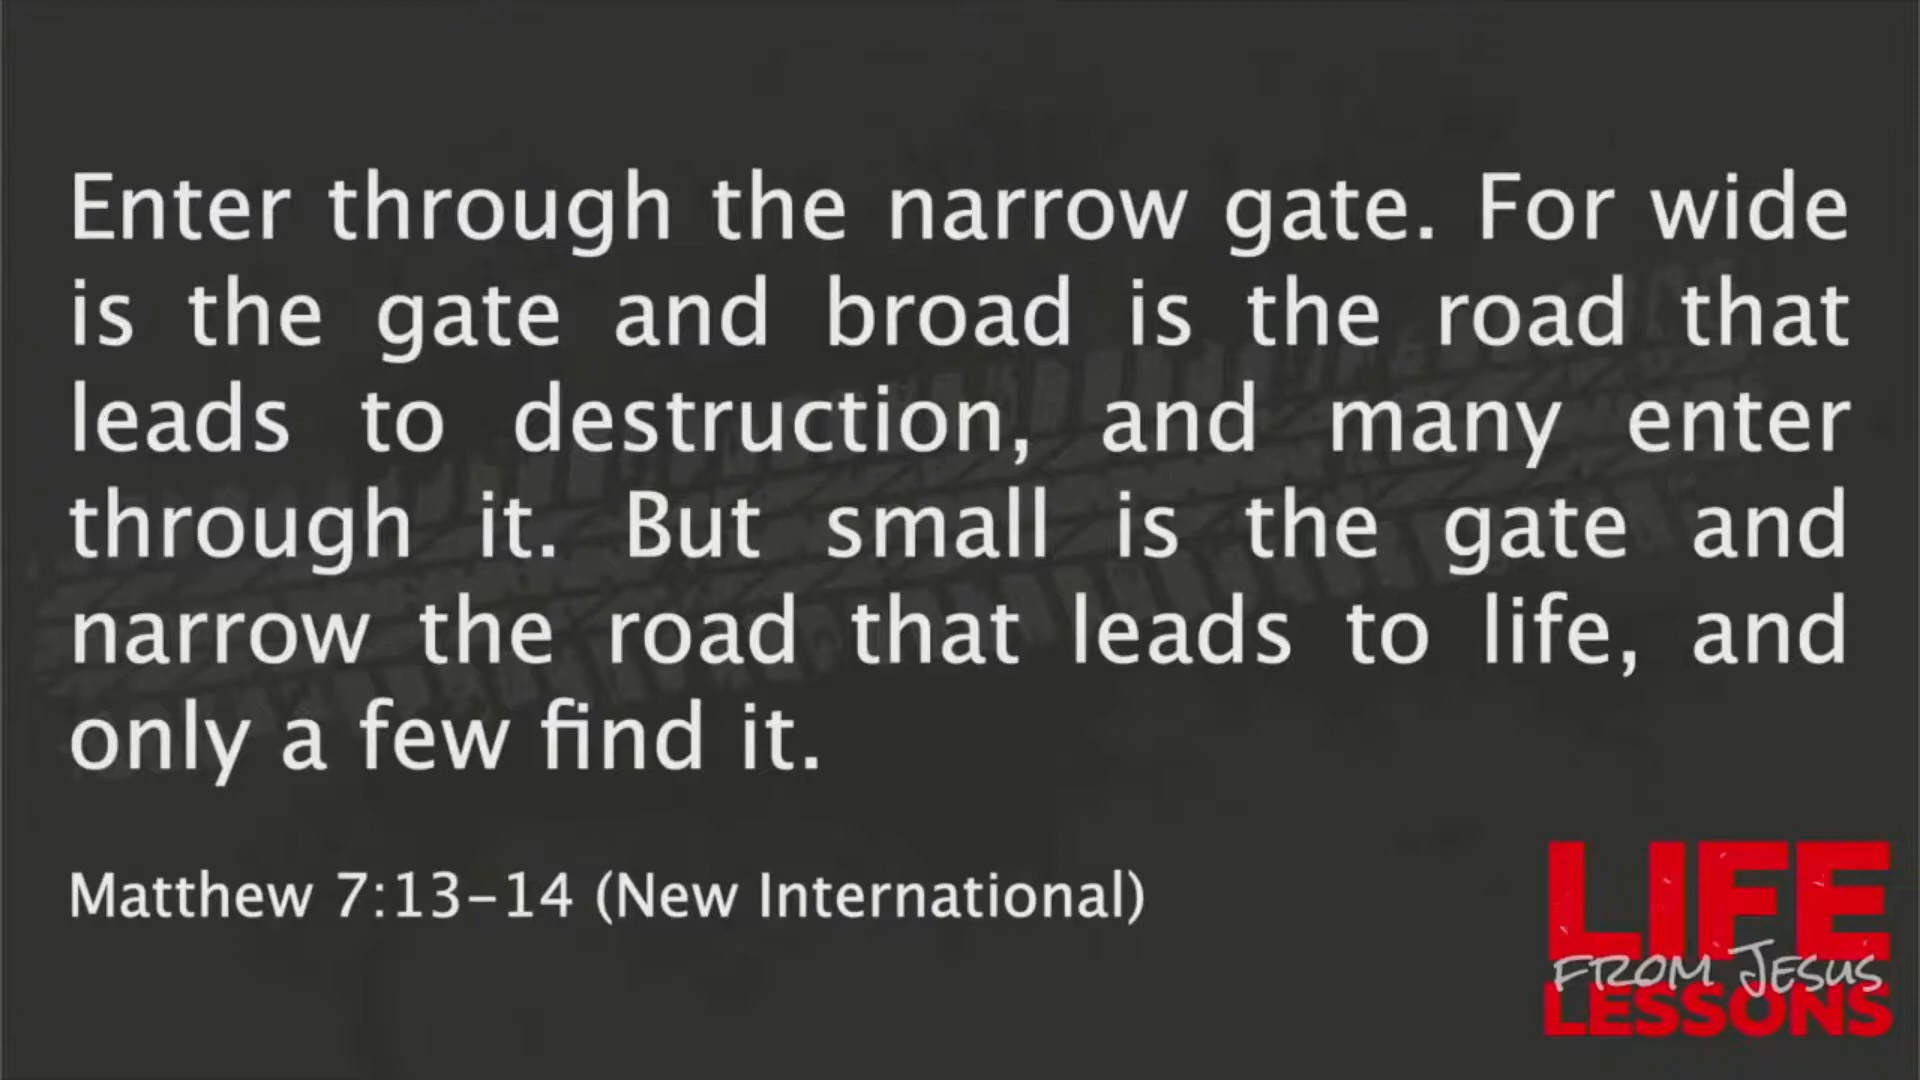 Enter through the narrow gate. For wide
is the gate and broad is the road that
leads to destruction, and many enter
through it. But small is the gate and
narrow the road that leads to life, and
only a few find it.
Matthew 7:13-14 (New International)
LIFE
FROM JESUS
LESSONS